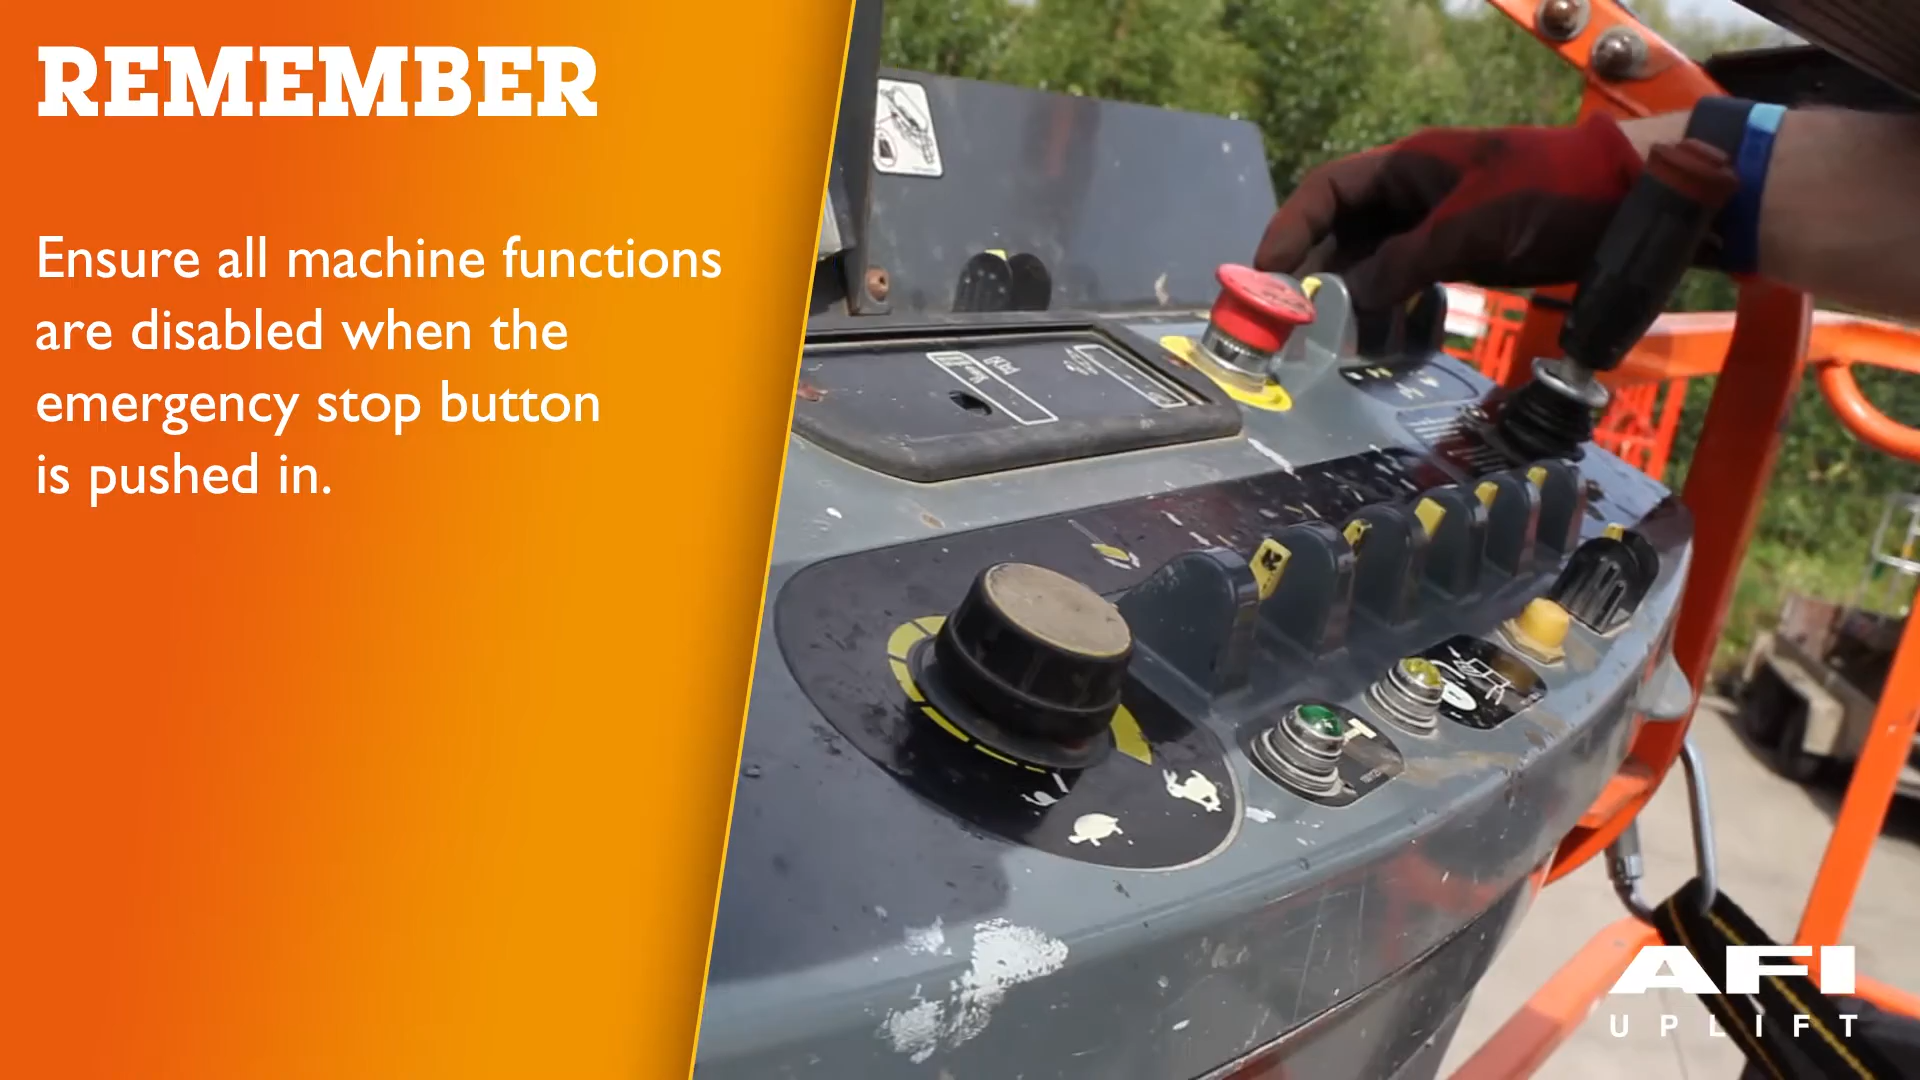 REMEMBER
Ensure all machine functions
are disabled when the
emergency stop button
is pushed in.
AFI
UPLIFT